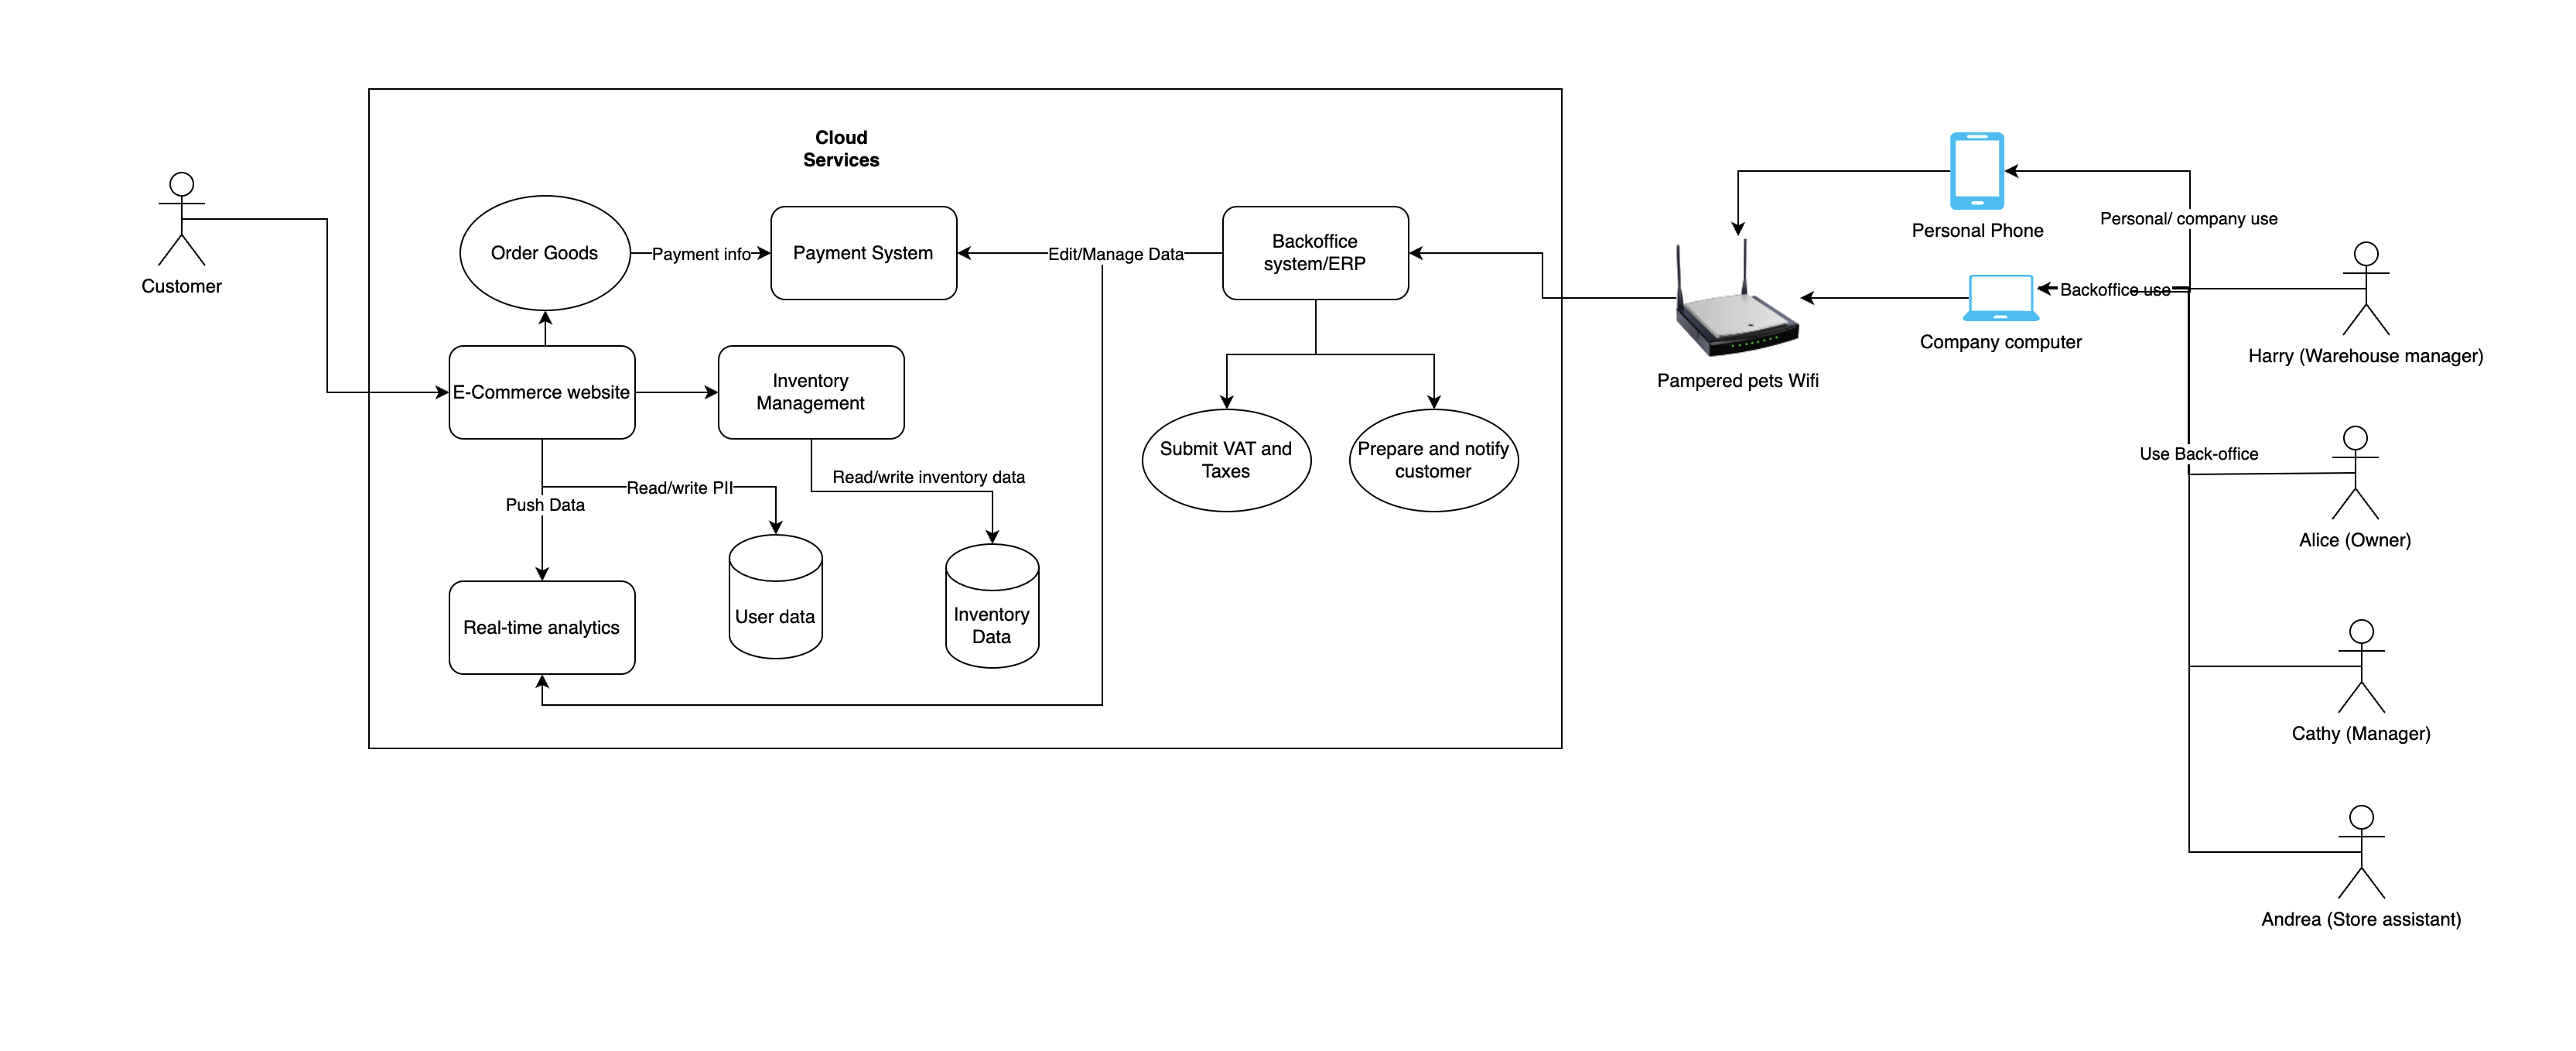 Cloud
Services
Customer
Order Goods
Payment info
Payment System
Edit/Manage Data
Backoffice
system/ERP
E-Commerce website
Inventory
Management
Submit VAT and
Taxes
Prepare and notify
customer
Read/write inventory data
Read/write PII
Push Data
Real-time analytics
User data
Inventory
Data
Pampered pets Wifi
Personal Phone
Personal/ company use
Company computer
Backoffice use
Harry (Warehouse manager)
Use Back-office
Alice (Owner)
Cathy (Manager)
Andrea (Store assistant)